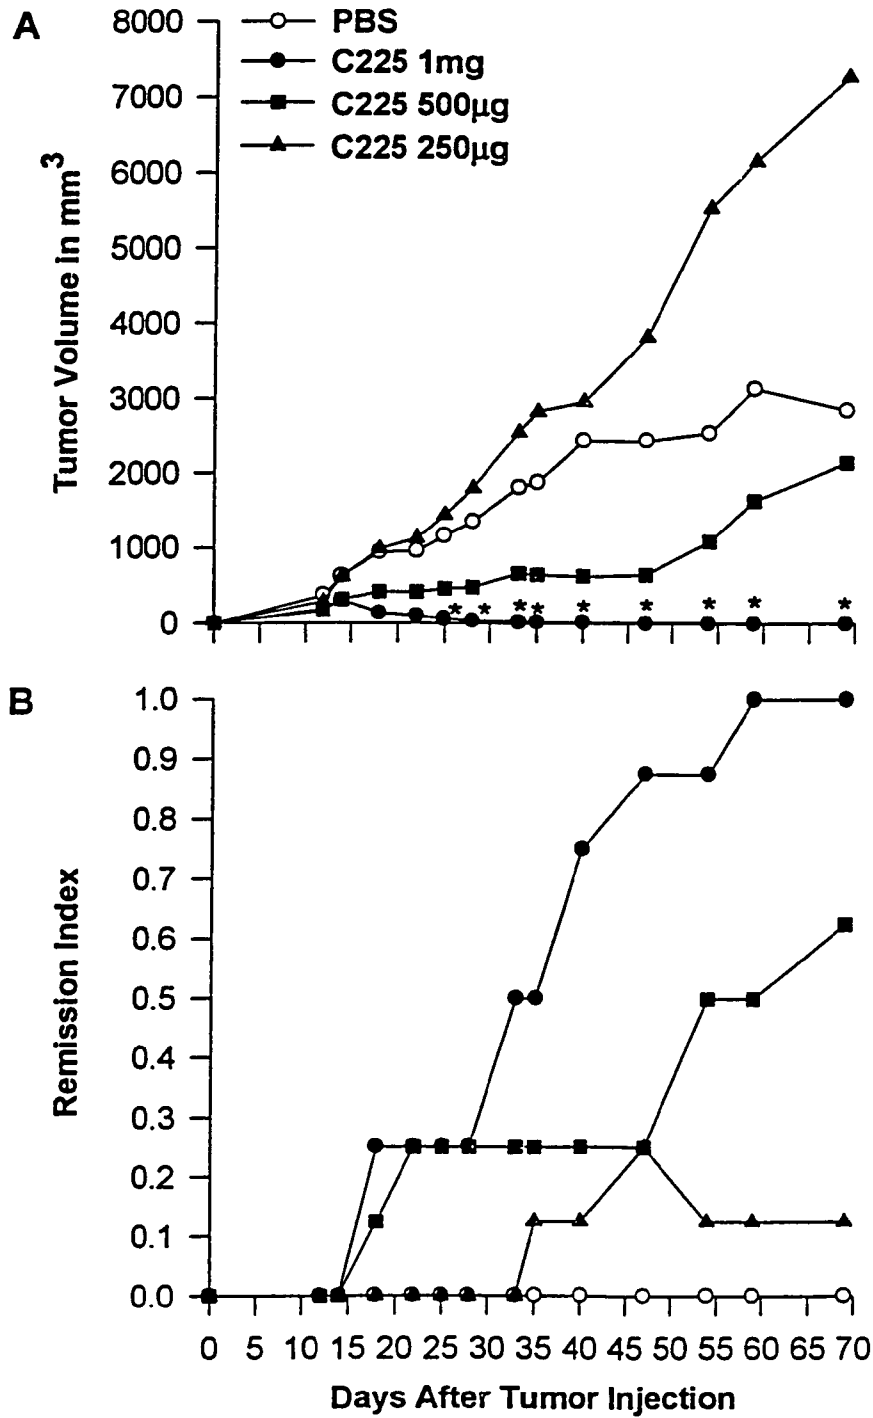 A
8000
7000
6000
5000
4000
3000
2000
1000
0
Tumor Volume in mm³
PBS
C225 1mg
C225 500µg
C225 250µg
* * * * * * * * *
B
1.0
0.9
0.8
0.7
0.6
0.5
0.4
0.3
0.2
0.1
0.0
Remission Index
0 5 10 15 20 25 30 35 40 45 50 55 60 65 70
Days After Tumor Injection